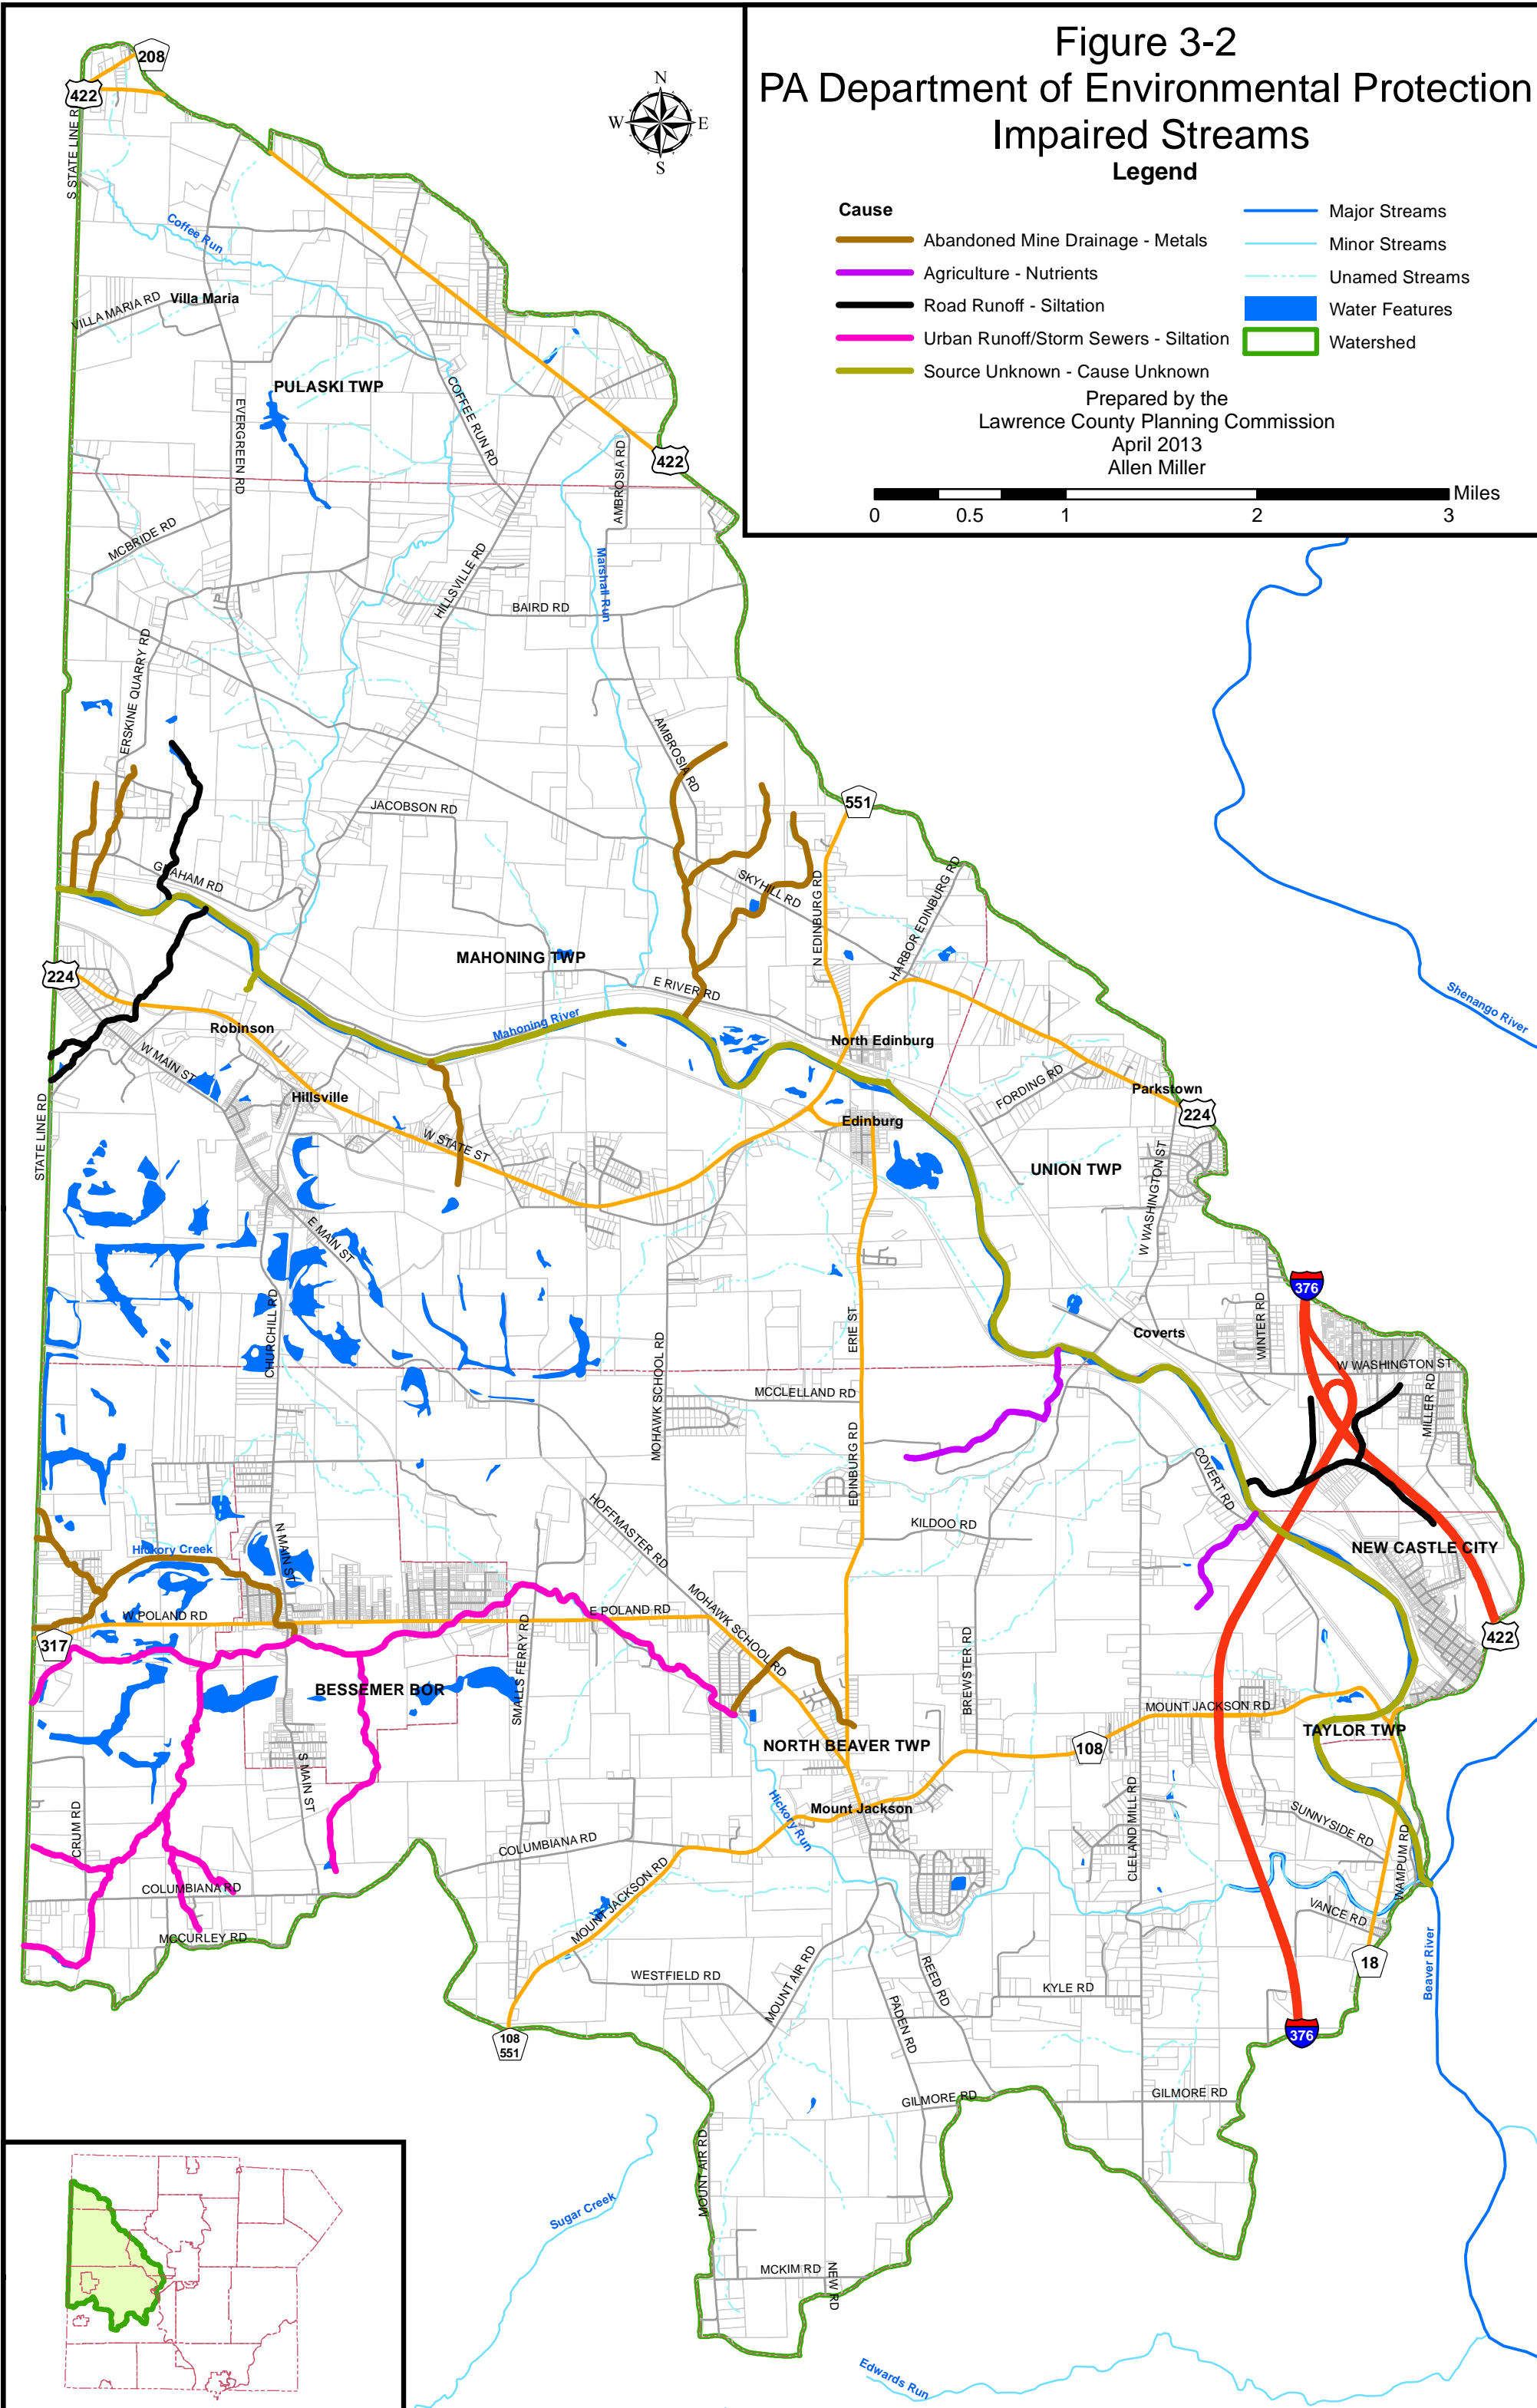 Figure 3-2
PA Department of Environmental Protection
Impaired Streams
Legend
Cause
Abandoned Mine Drainage - Metals
Agriculture - Nutrients
Road Runoff - Siltation
Urban Runoff/Storm Sewers - Siltation
Source Unknown - Cause Unknown
Major Streams
Minor Streams
Unamed Streams
Water Features
Watershed
Prepared by the
Lawrence County Planning Commission
April 2013
Allen Miller
Miles
0 0.5 1 2 3
N
W E
S
208
422
S STATE LINE R
Coffee Run
VILLA MARIA RD
Villa Maria
PULASKI TWP
EVERGREEN RD
COFFEE RUN RD
AMBROSIA RD
422
MCBRIDE RD
HILLSVILLE RD
Marshall Run
BAIRD RD
ERSKINE QUARRY RD
AMBROSIA RD
JACOBSON RD
551
GRAHAM RD
SKYHILL RD
N EDINBURG RD
HARBOR EDINBURG RD
MAHONING TWP
224
E RIVER RD
Shenango River
Robinson
Mahoning River
North Edinburg
W MAIN ST
Hillsville
FORDING RD
Parkstown
224
STATE LINE RD
W STATE ST
Edinburg
UNION TWP
W WASHINGTON ST
E MAIN ST
376
CHURCHILL RD
MOHAWK SCHOOL RD
ERIE ST
Coverts
WINTER RD
W WASHINGTON ST
MCCLELLAND RD
MILLER RD
EDINBURG RD
COVERT RD
HOFFMASTER RD
KILDOO RD
N MAIN ST
Hickory Creek
NEW CASTLE CITY
W POLAND RD
E POLAND RD
MOHAWK SCHOOL RD
317
422
SMALLS FERRY RD
BREWSTER RD
BESSEMER BOR
MOUNT JACKSON RD
TAYLOR TWP
NORTH BEAVER TWP
108
S MAIN ST
CRUM RD
Hickory Run
Mount Jackson
CLELAND MILL RD
SUNNYSIDE RD
COLUMBIANA RD
WAMPUM RD
COLUMBIANA RD
MOUNT JACKSON RD
VANCE RD
MCCURLEY RD
18
Beaver River
WESTFIELD RD
MOUNT AIR RD
REED RD
KYLE RD
PADEN RD
108
551
376
GILMORE RD
GILMORE RD
MOUNT AIR RD
Sugar Creek
MCKIM RD
NEW RD
Edwards Run